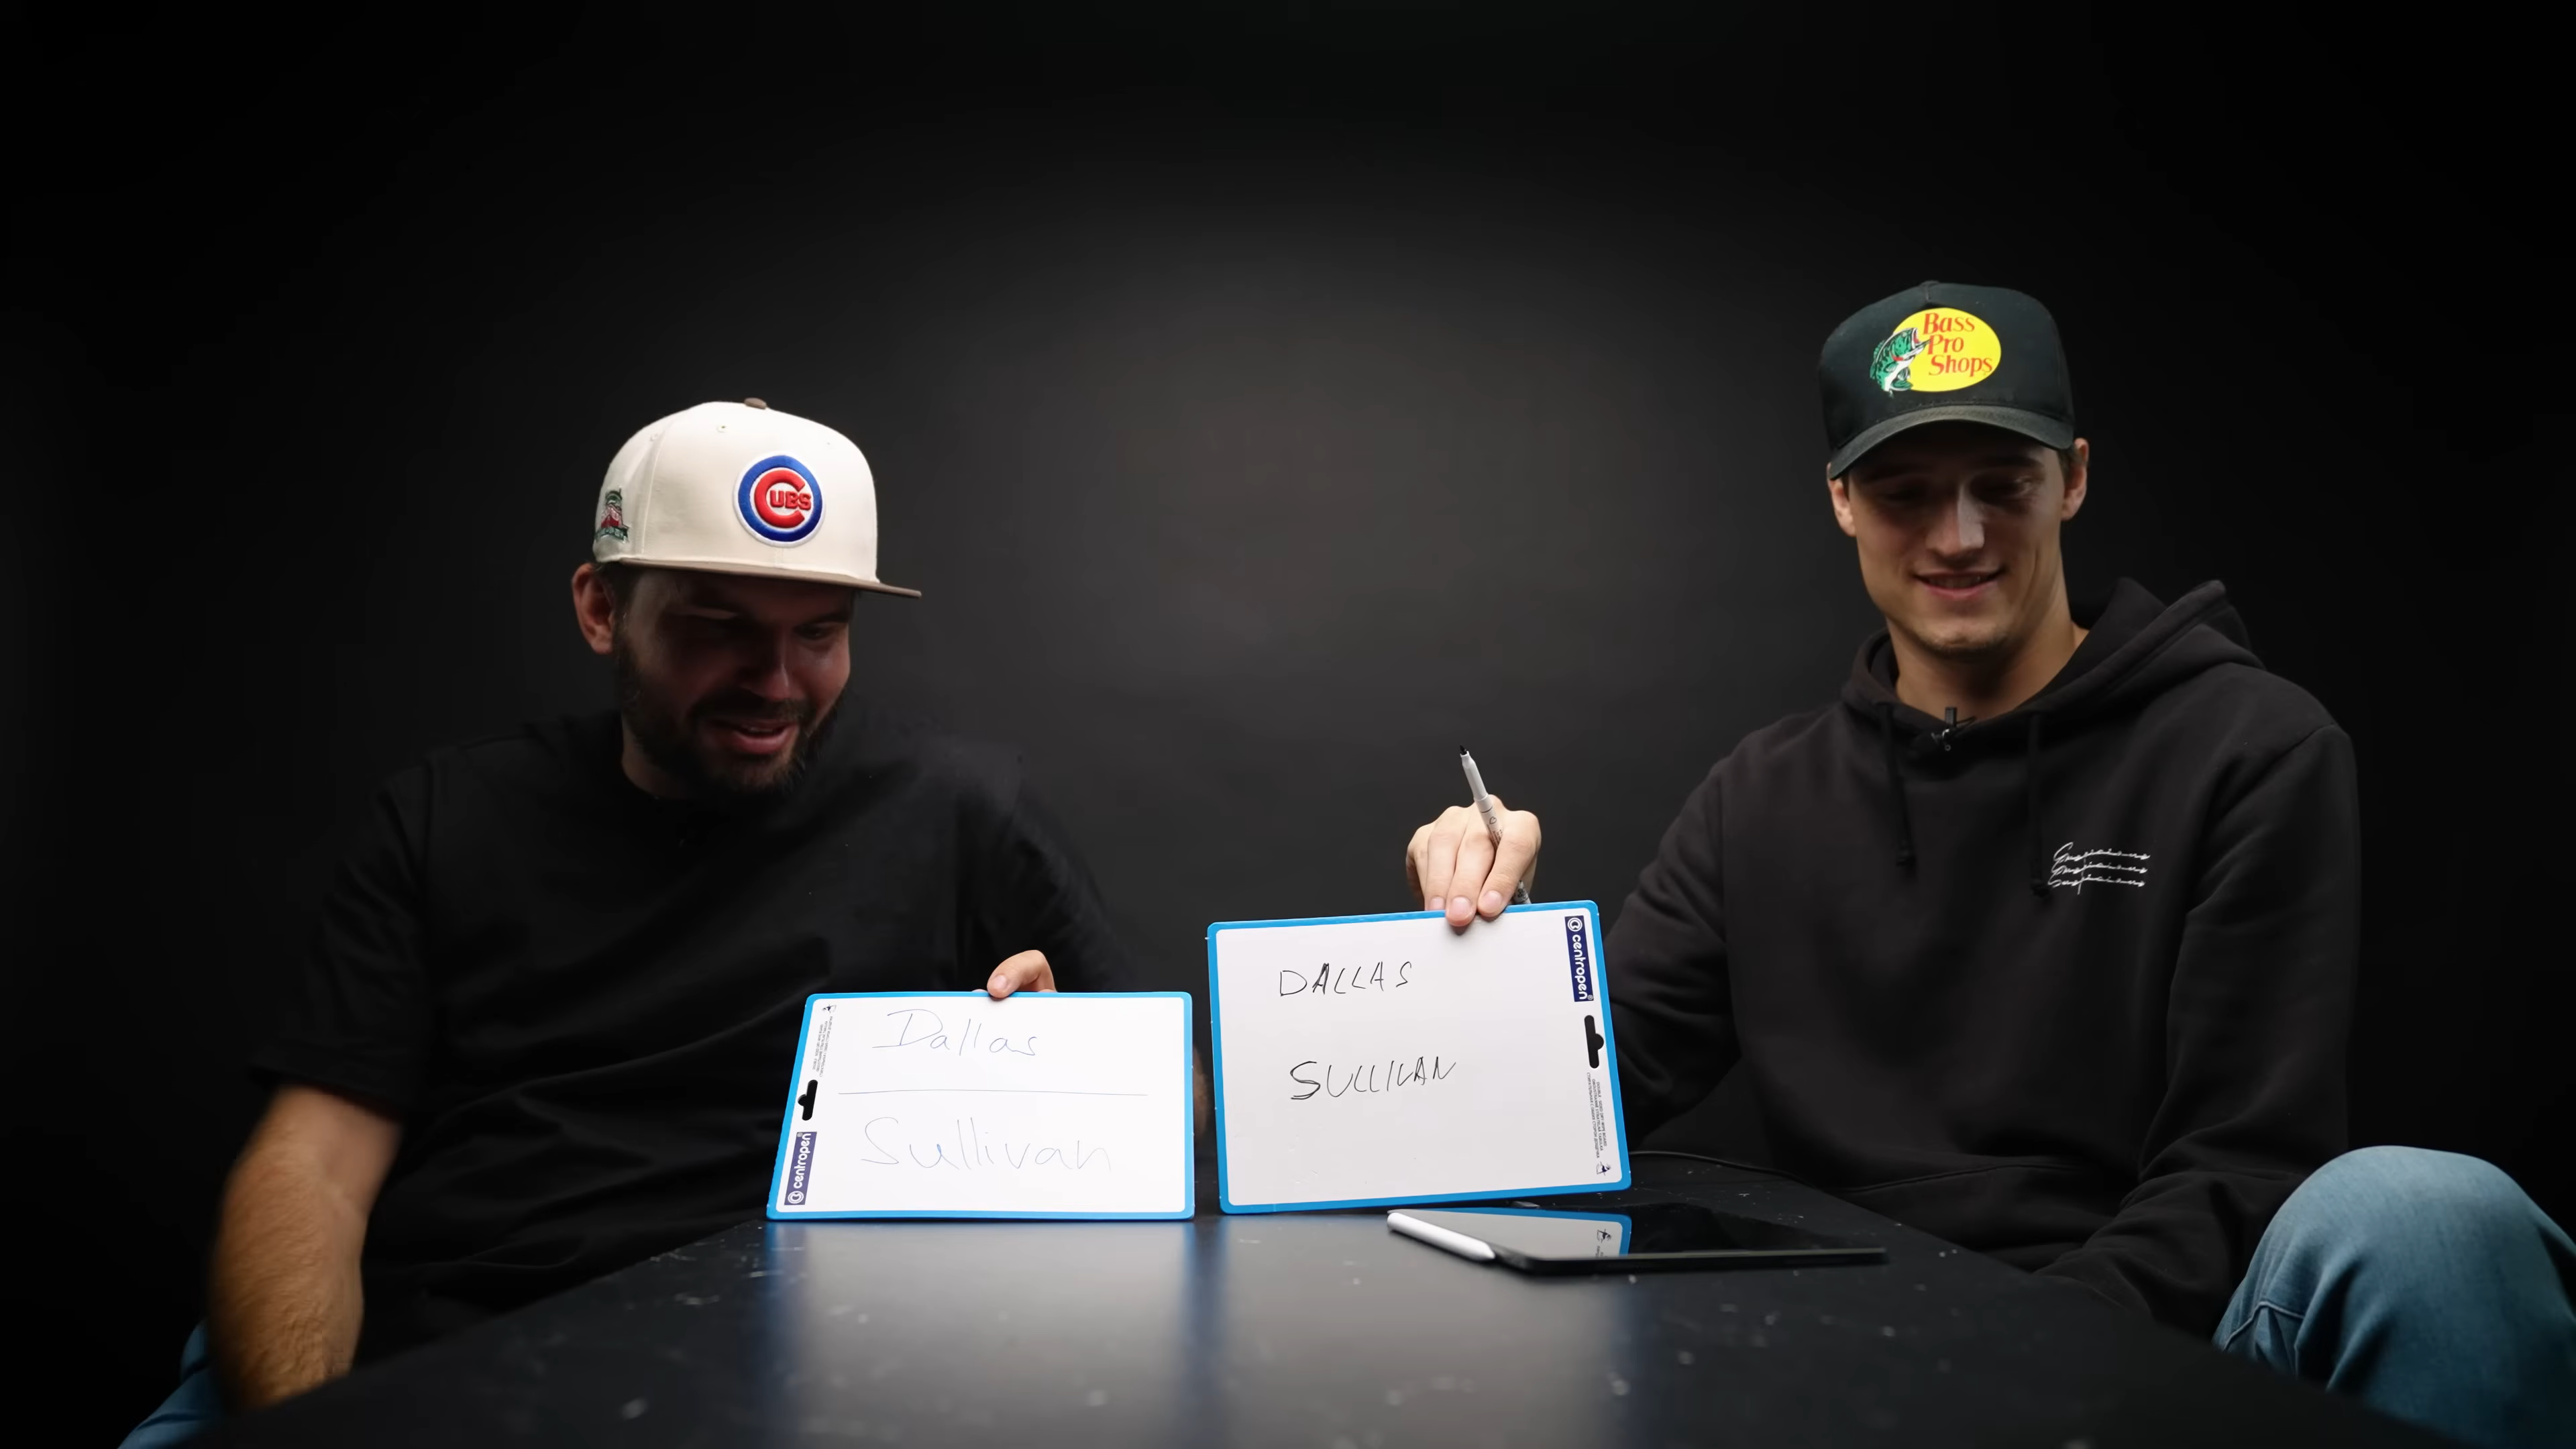 CUBS
Bass
Pro
Shops
Dallas
Sullivan
centropen
DALLAS
SULLIVAN
centropen